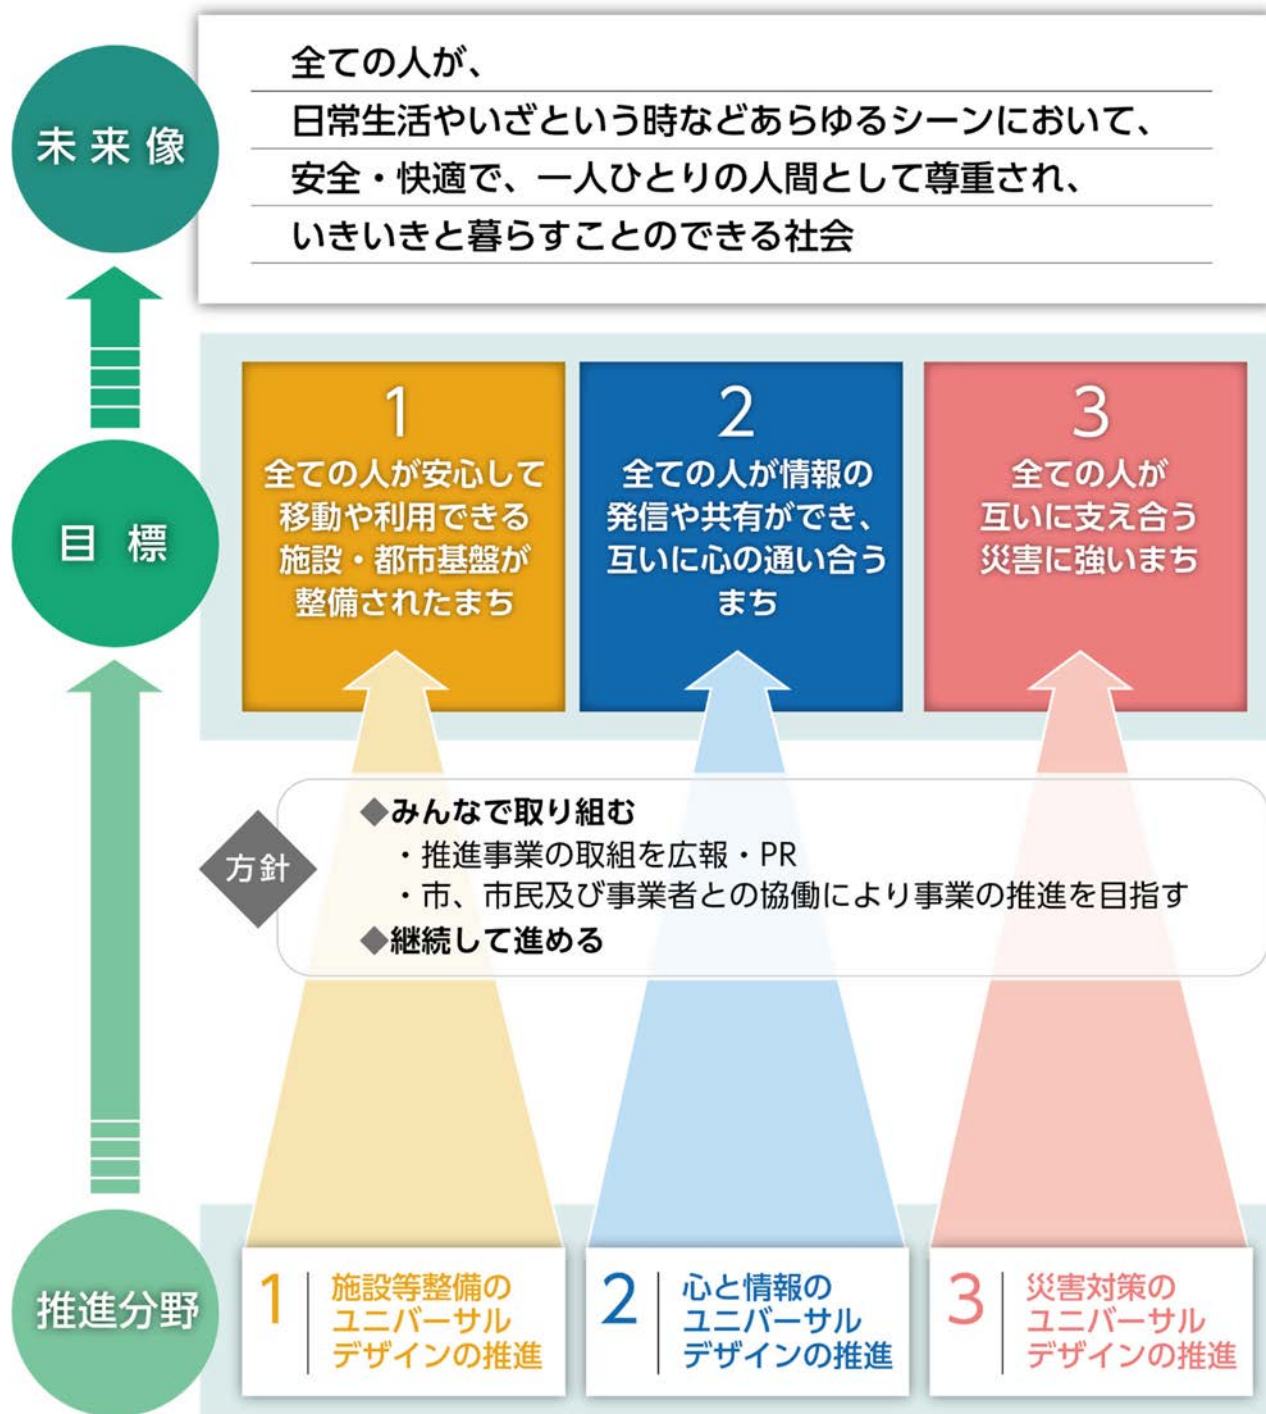 未来像
全ての人が、
日常生活やいざという時などあらゆるシーンにおいて、
安全・快適で、一人ひとりの人間として尊重され、
いきいきと暮らすことのできる社会
目標
1
全ての人が安心して
移動や利用できる
施設・都市基盤が
整備されたまち
2
全ての人が情報の
発信や共有ができ、
互いに心の通い合う
まち
3
全ての人が
互いに支え合う
災害に強いまち
方針
◆みんなで取り組む
・推進事業の取組を広報・PR
・市、市民及び事業者との協働により事業の推進を目指す
◆継続して進める
推進分野
1
施設等整備の
ユニバーサル
デザインの推進
2
心と情報の
ユニバーサル
デザインの推進
3
災害対策の
ユニバーサル
デザインの推進